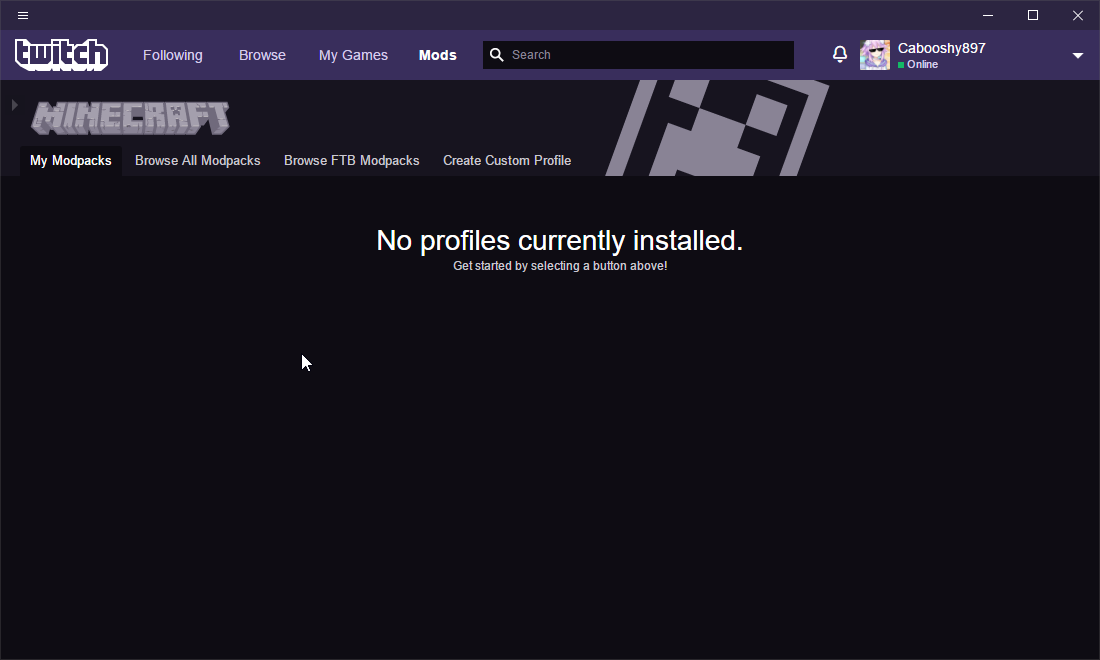 twitch Following Browse My Games Mods Search Cabooshy897
Online
MINECRAFT
My Modpacks Browse All Modpacks Browse FTB Modpacks Create Custom Profile
No profiles currently installed.
Get started by selecting a button above!